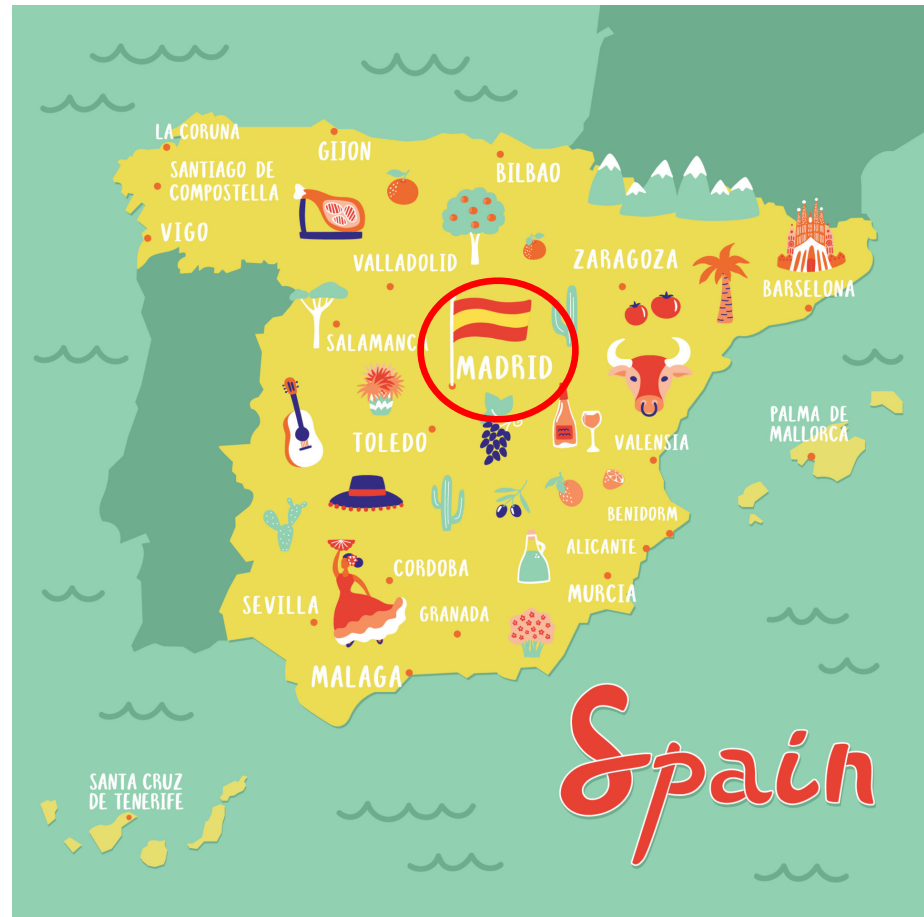 LA CORUNA
GIJON
BILBAO
SANTIAGO DE
COMPOSTELLA
VIGO
VALLADOLID
ZARAGOZA
BARSELONA
SALAMANCA
MADRID
PALMA DE
MALLORCA
TOLEDO
VALENSIA
BENIDORM
ALICANTE
CORDOBA
MURCIA
SEVILLA
GRANADA
MALAGA
Spain
SANTA CRUZ
DE TENERIFE